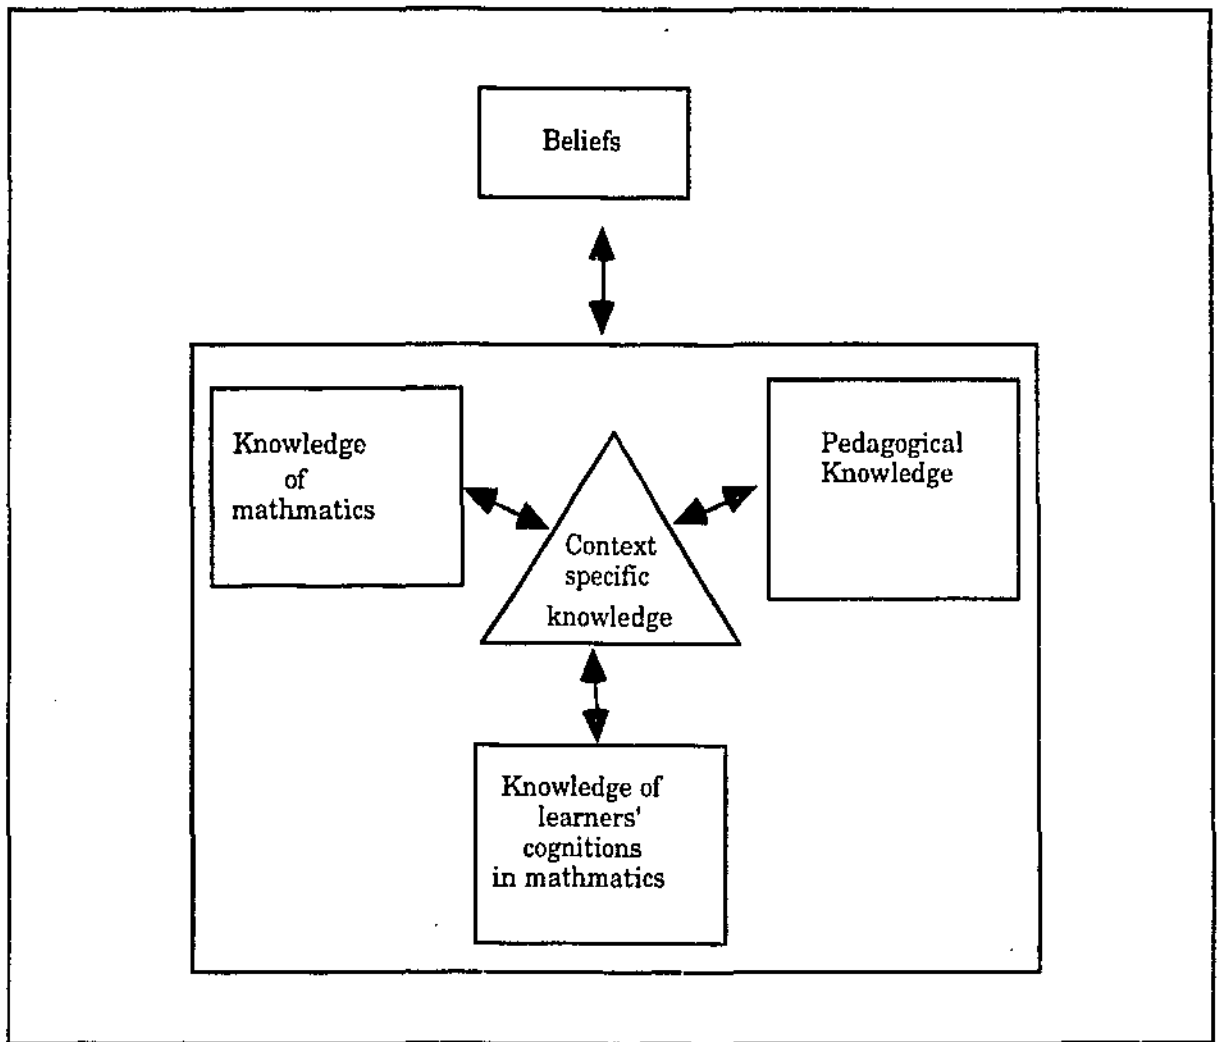 Beliefs
Knowledge
of
mathmatics
Pedagogical
Knowledge
Context
specific
knowledge
Knowledge of
learners'
cognitions
in mathmatics